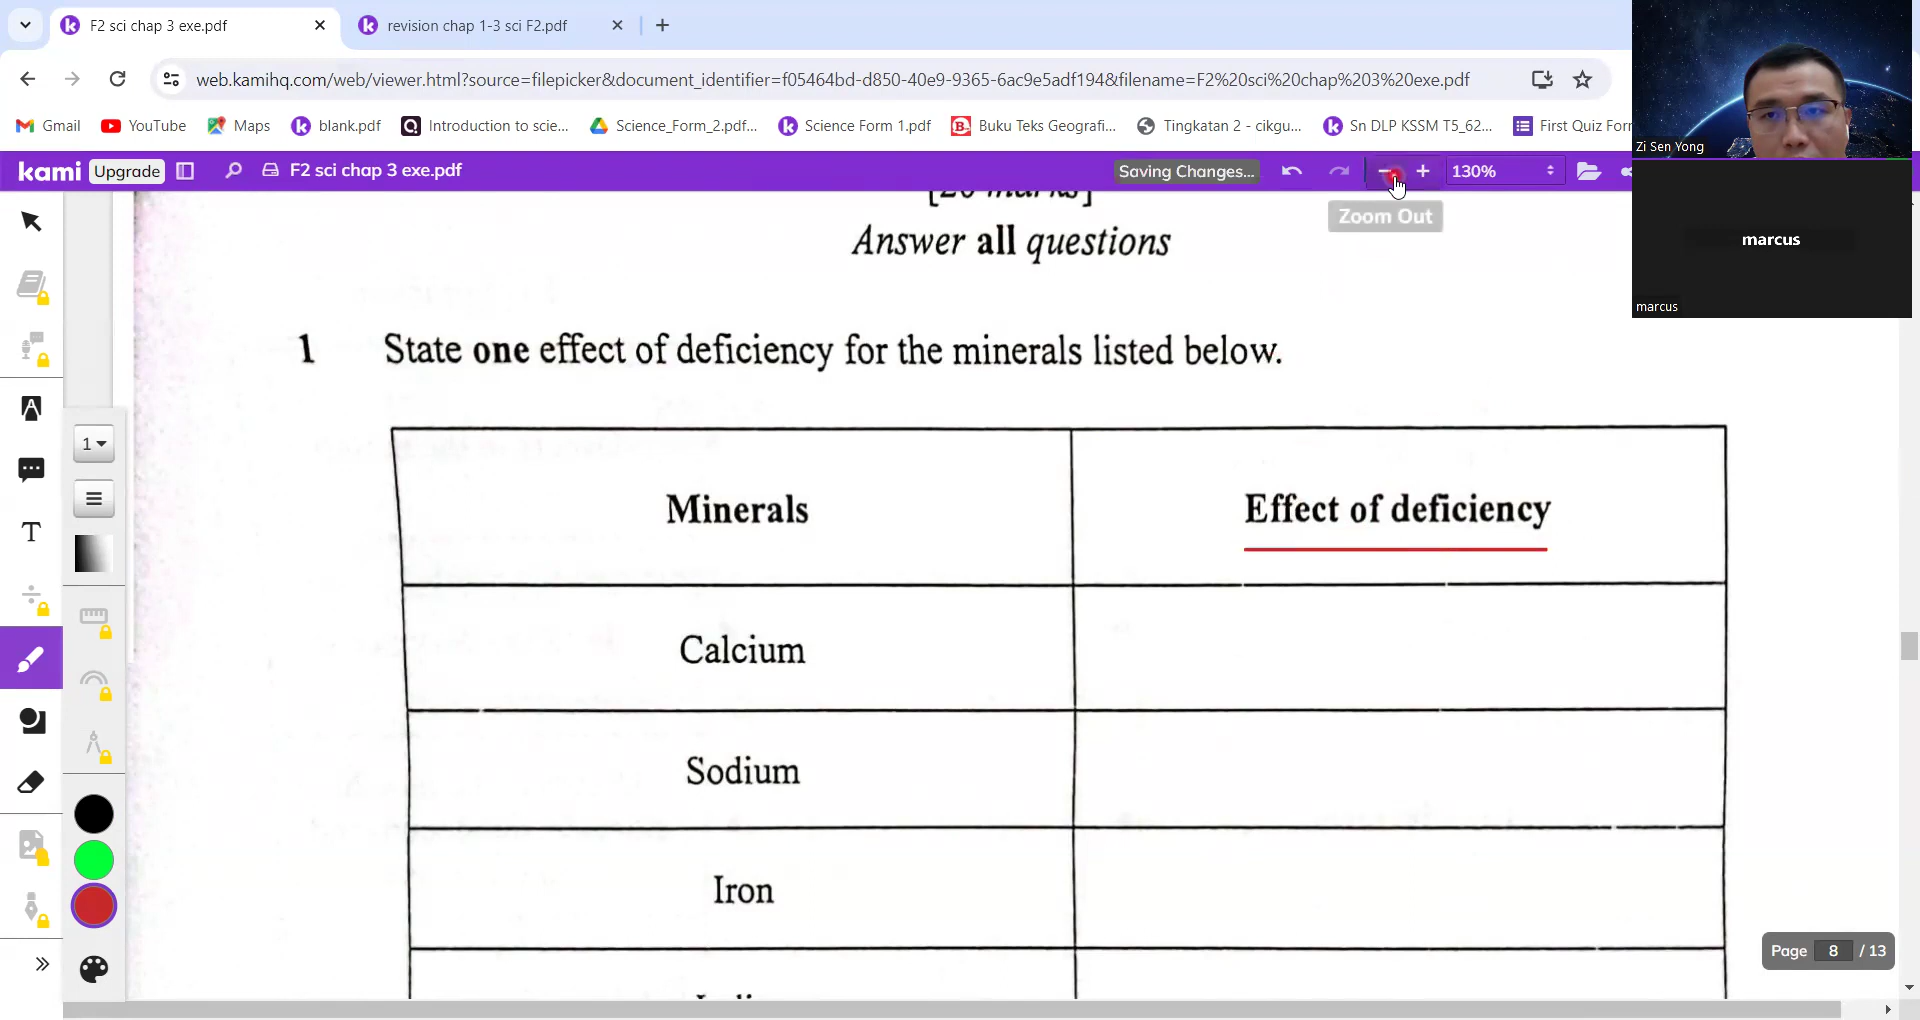 F2 sci chap 3 exe.pdf
revision chap 1-3 sci F2.pdf
web.kamihq.com/web/viewer.html?source=filepicker&document_identifier=f05464bd-d850-40e9-9365-6ac9e5adf194&filename=F2%20sci%20chap%203%20exe.pdf
Gmail YouTube Maps blank.pdf Introduction to scie... Science_Form_2.pdf... Science Form 1.pdf Buku Teks Geografi... Tingkatan 2 - cikgu... Sn DLP KSSM T5_62... First Quiz For
Zi Sen Yong
kami Upgrade F2 sci chap 3 exe.pdf Saving Changes... 130%
Zoom Out
[20 marks]
Answer all questions
marcus
marcus
1 State one effect of deficiency for the minerals listed below.
1
Minerals Effect of deficiency
Calcium
Sodium
Iron
Page 8 / 13